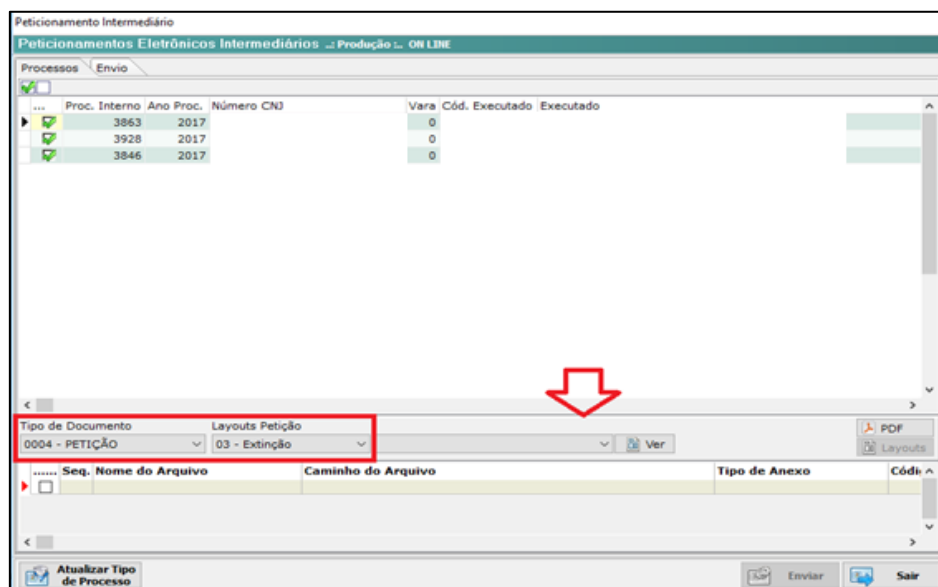 Peticionamento Intermediário
Peticionamentos Eletrônicos Intermediários ..: Produção :.. ON LINE
Processos Envio
... Proc. Interno Ano Proc. Número CNJ Vara Cód. Executado Executado
3863 2017 0
3928 2017 0
3846 2017 0
Tipo de Documento Layouts Petição PDF
0004 - PETIÇÃO 03 - Extinção Ver Layouts
....... Seq. Nome do Arquivo Caminho do Arquivo Tipo de Anexo Códi
Atualizar Tipo
de Processo Enviar Sair